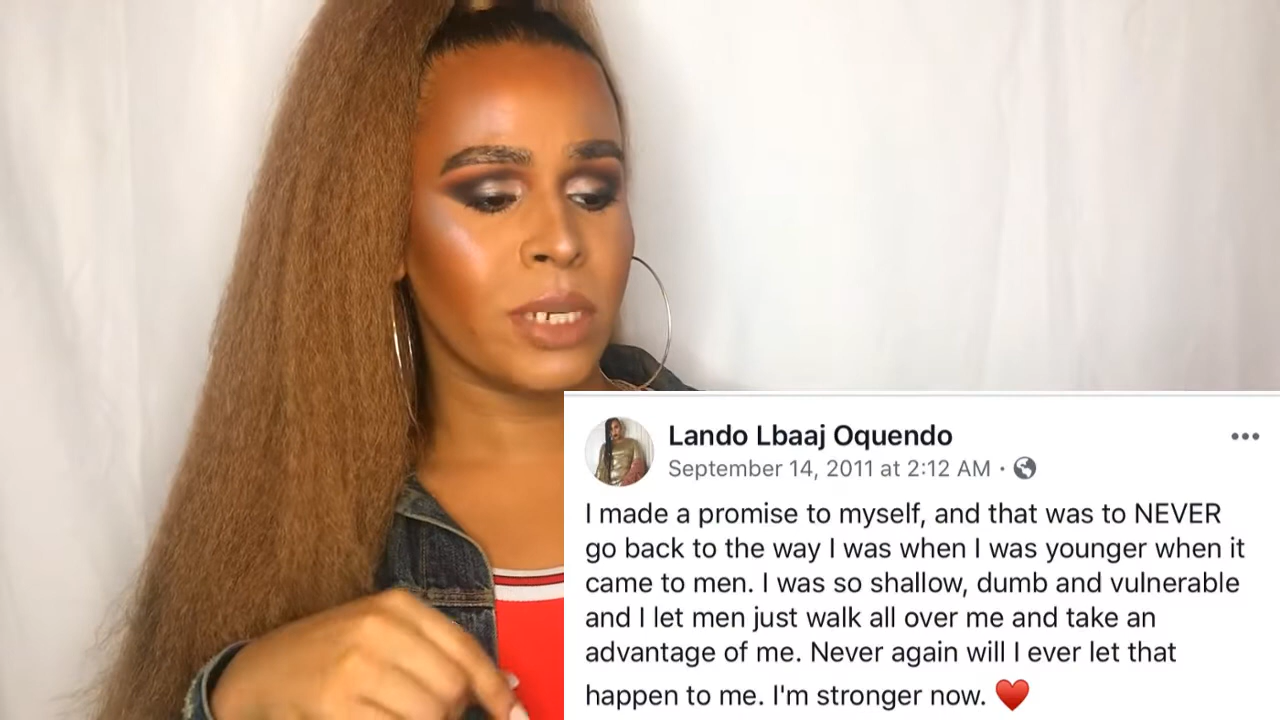 Lando Lbaaj Oquendo
September 14, 2011 at 2:12 AM ·
I made a promise to myself, and that was to NEVER
go back to the way I was when I was younger when it
came to men. I was so shallow, dumb and vulnerable
and I let men just walk all over me and take an
advantage of me. Never again will I ever let that
happen to me. I'm stronger now. ❤️